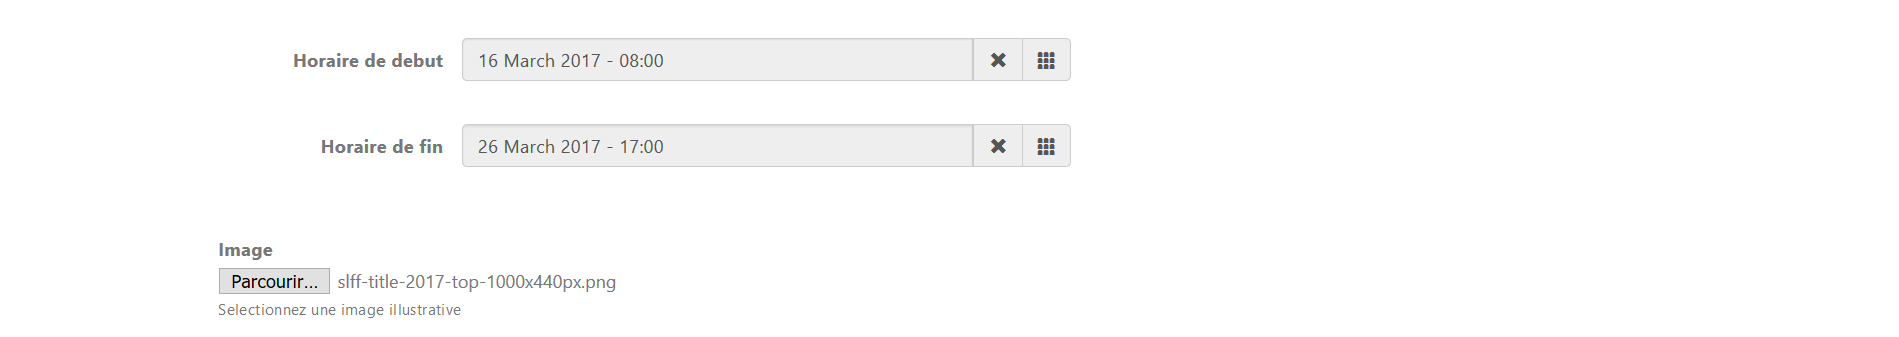 Horaire de debut 16 March 2017 - 08:00
Horaire de fin 26 March 2017 - 17:00
Image
Parcourir... slff-title-2017-top-1000x440px.png
Selectionnez une image illustrative